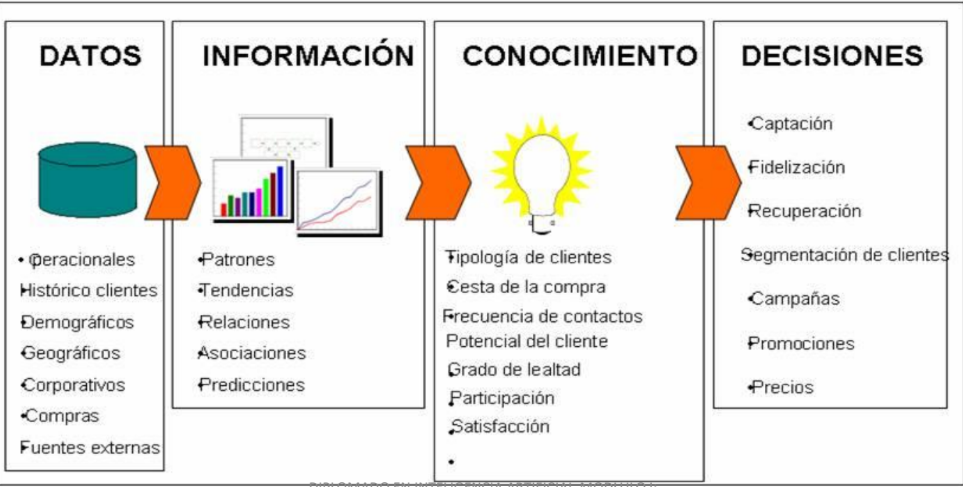 DATOS
• Operacionales
Histórico clientes
Demográficos
Geográficos
Corporativos
•Compras
Fuentes externas
INFORMACIÓN
•Patrones
•Tendencias
•Relaciones
•Asociaciones
•Predicciones
CONOCIMIENTO
Tipología de clientes
Cesta de la compra
Frecuencia de contactos
Potencial del cliente
Grado de lealtad
Participación
Satisfacción
•
DECISIONES
•Captación
•Fidelización
•Recuperación
Segmentación de clientes
•Campañas
•Promociones
•Precios